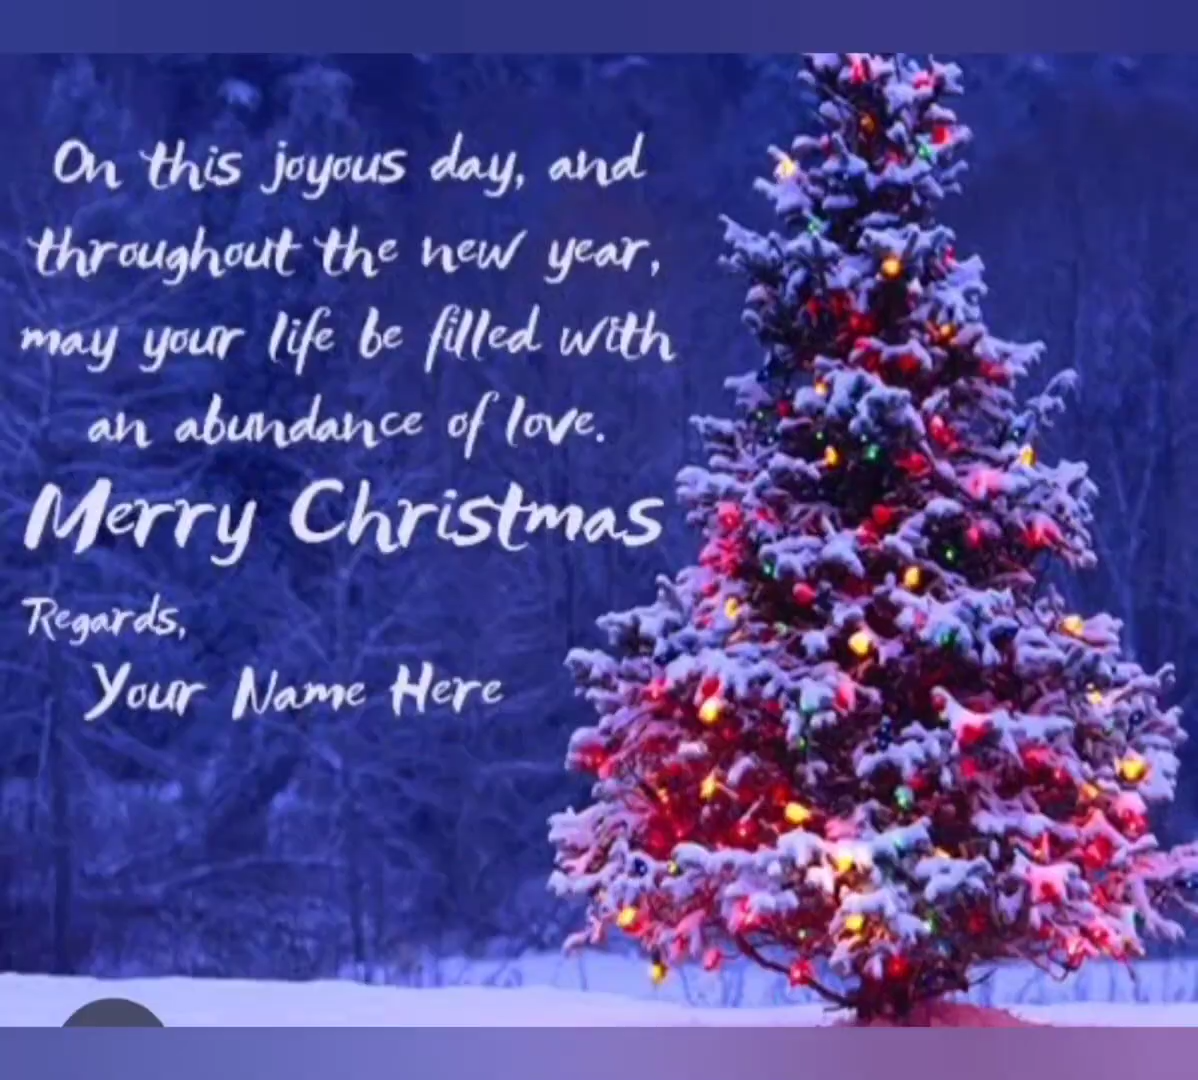 On this joyous day, and
throughout the new year,
may your life be filled with
an abundance of love.
Merry Christmas
Regards,
Your Name Here